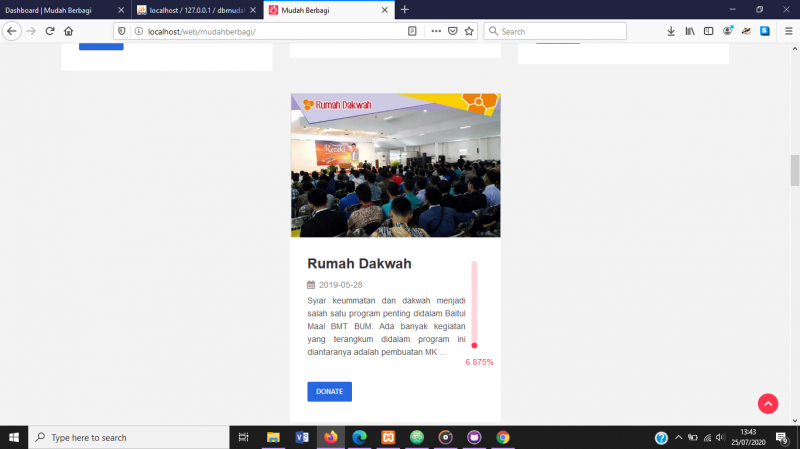 Dashboard | Mudah Berbagi
localhost / 127.0.0.1 / dbmudah
Mudah Berbagi
localhost/web/mudahberbagi/
Search
Rumah Dakwah
Rumah Dakwah
2019-05-28
Syiar keummatan dan dakwah menjadi
salah satu program penting didalam Baitul
Maal BMT BUM. Ada banyak kegiatan
yang terangkum didalam program ini
diantaranya adalah pembuatan MK ...
6.875%
DONATE
Type here to search
13:43
25/07/2020